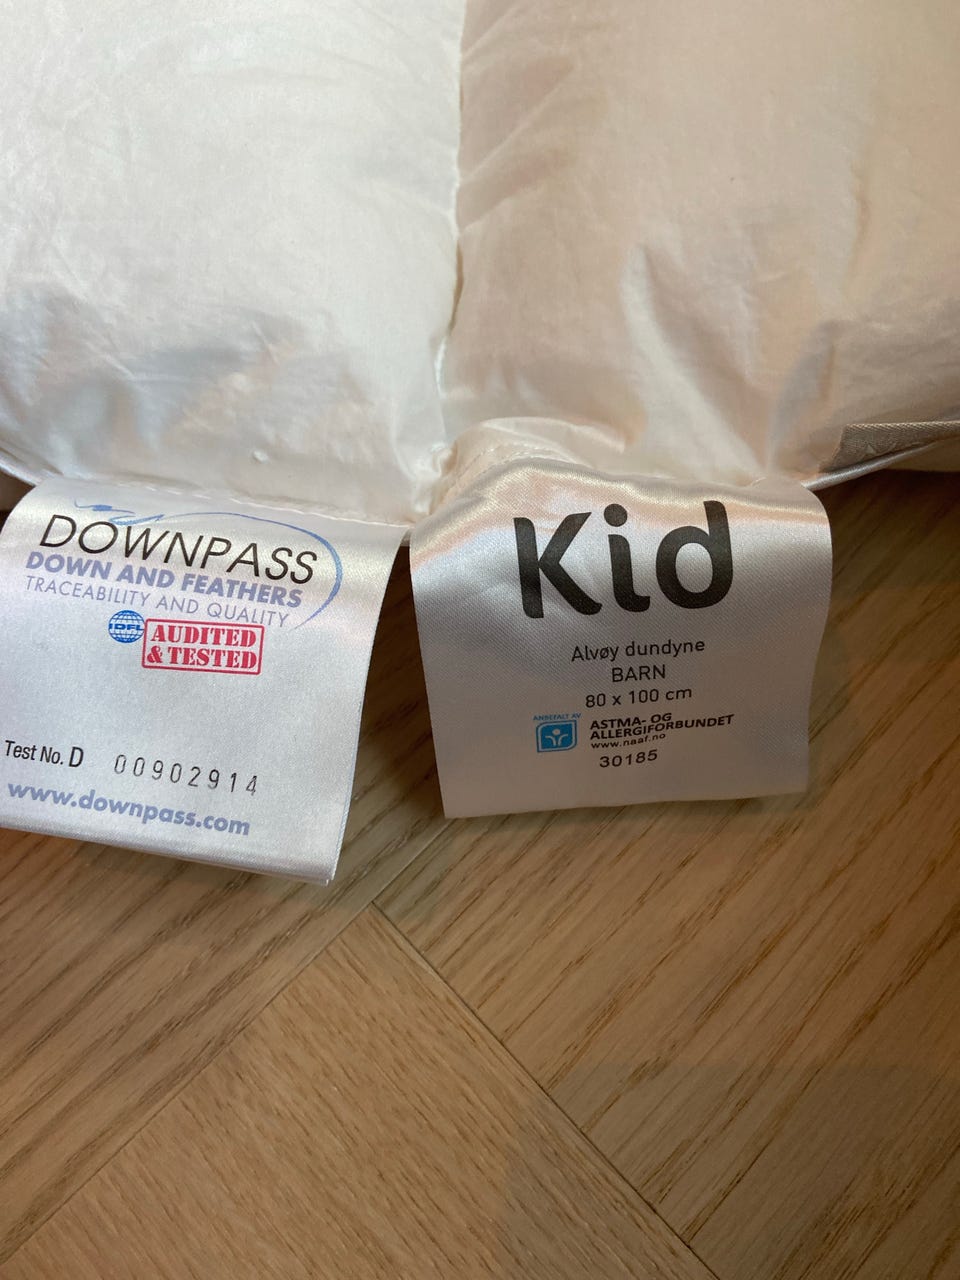 DOWNPASS
DOWN AND FEATHERS
TRACEABILITY AND QUALITY
IDFL
AUDITED
& TESTED
Test No. D 00902914
www.downpass.com
Kid
Alvøy dundyne
BARN
80 x 100 cm
ANBEFALT AV
ASTMA- OG
ALLERGIFORBUNDET
www.naaf.no
30185